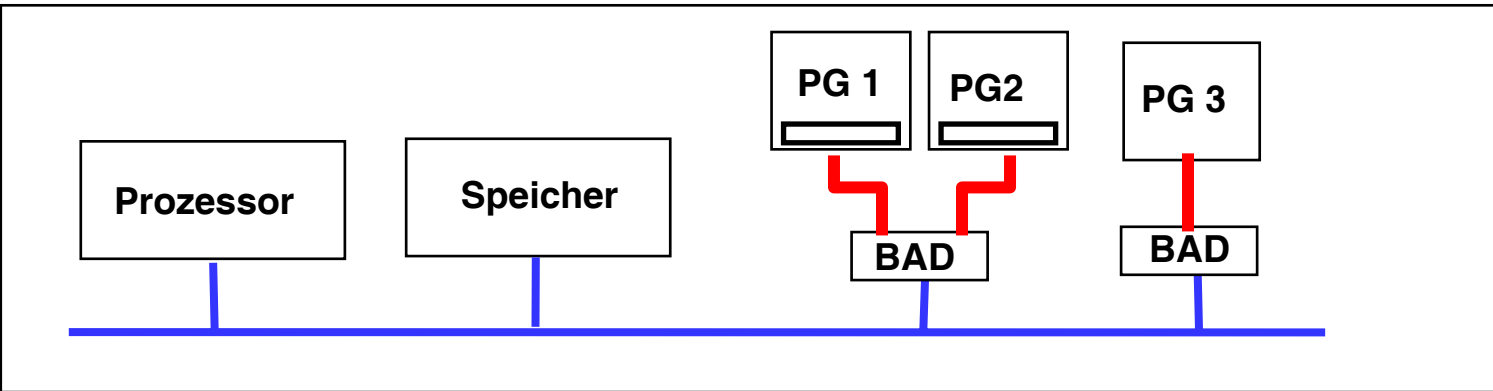 PG 1
PG2
PG 3
Prozessor
Speicher
BAD
BAD